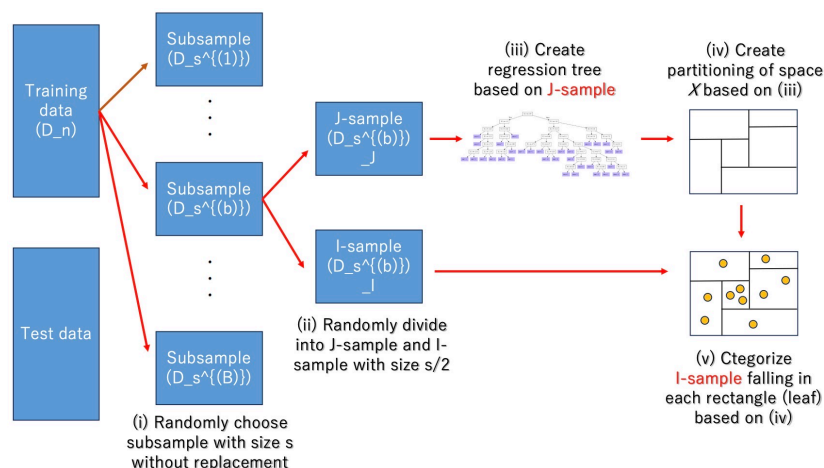 Training
data
(D_n)
Test data
Subsample
(D_s^{(1)})
Subsample
(D_s^{(b)})
Subsample
(D_s^{(B)})
(i) Randomly choose
subsample with size s
without replacement
J-sample
(D_s^{(b)})
_J
I-sample
(D_s^{(b)})
_I
(ii) Randomly divide
into J-sample and I-
sample with size s/2
(iii) Create
regression tree
based on J-sample
(iv) Create
partitioning of space
X based on (iii)
(v) Ctegorize
I-sample falling in
each rectangle (leaf)
based on (iv)